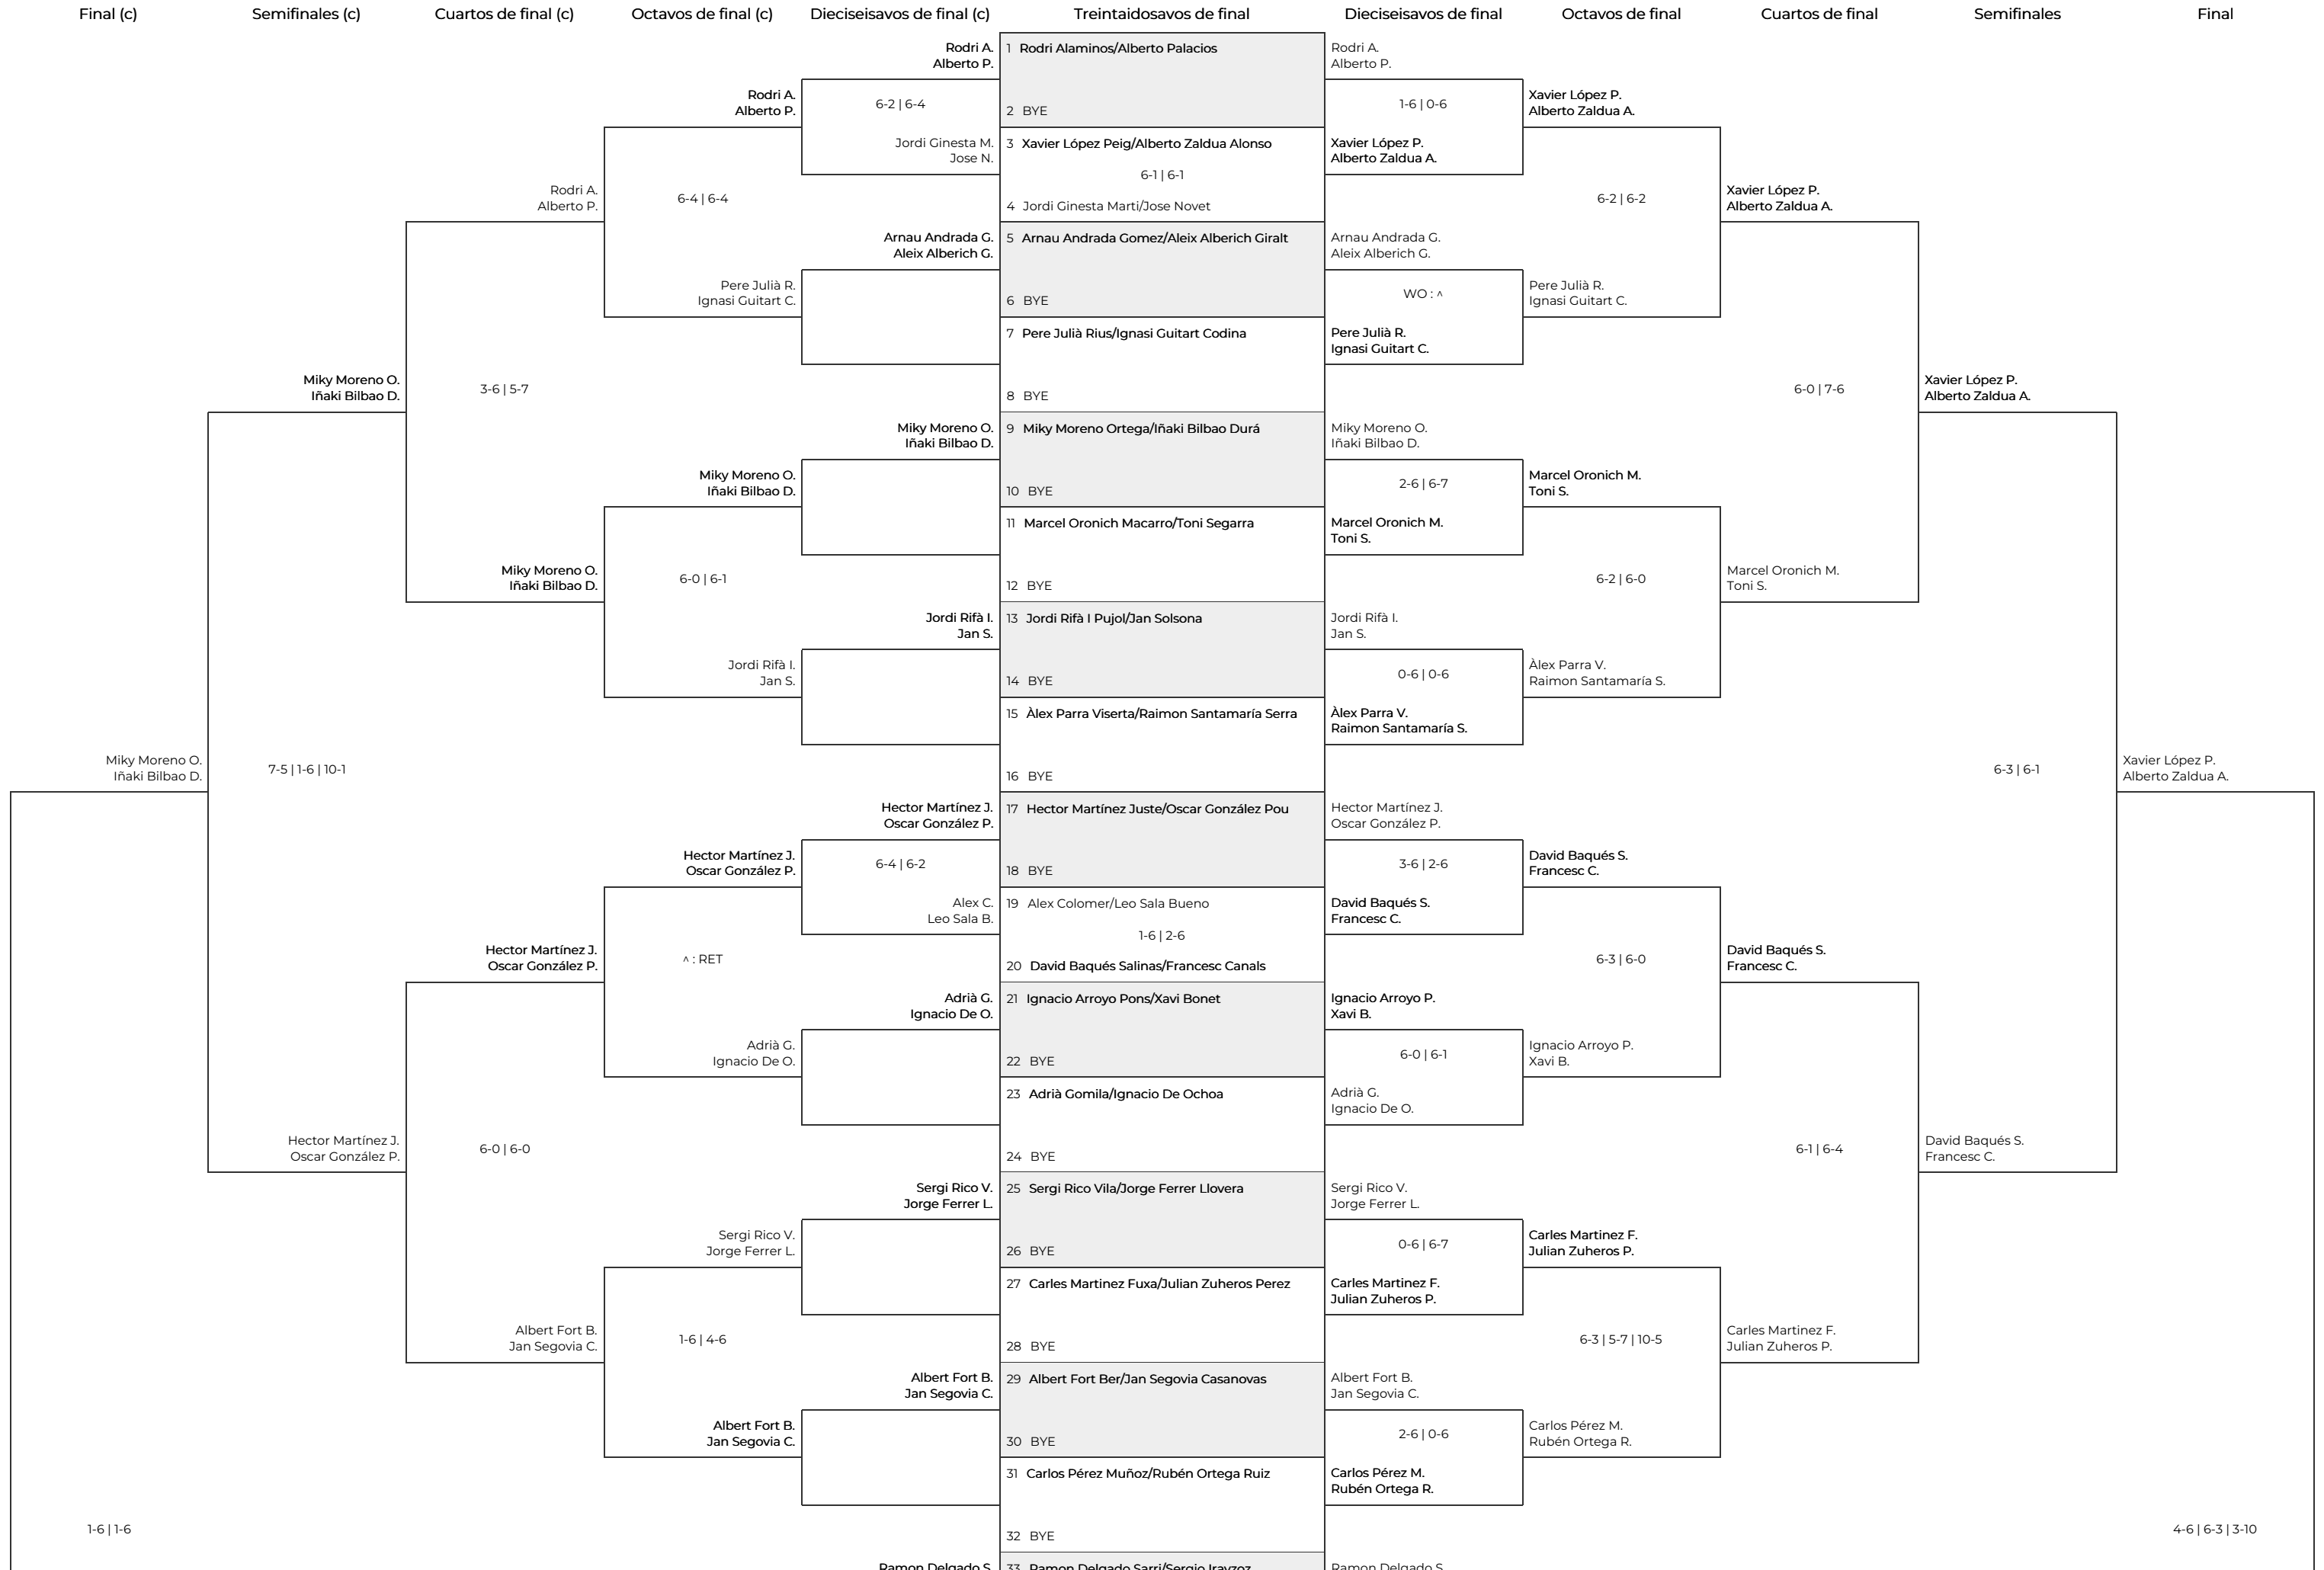 Final (c) Semifinales (c) Cuartos de final (c) Octavos de final (c) Dieciseisavos de final (c) Treintaidosavos de final Dieciseisavos de final Octavos de final Cuartos de final Semifinales Final
Rodri A. 1 Rodri Alaminos/Alberto Palacios Rodri A.
Alberto P. Alberto P.
Rodri A. Xavier López P.
6-2 | 6-4 1-6 | 0-6
Alberto P. 2 BYE Alberto Zaldua A.
Jordi Ginesta M. 3 Xavier López Peig/Alberto Zaldua Alonso Xavier López P.
Jose N. Alberto Zaldua A.
6-1 | 6-1
Rodri A. Xavier López P.
6-4 | 6-4 6-2 | 6-2
Alberto P. 4 Jordi Ginesta Marti/Jose Novet Alberto Zaldua A.
Arnau Andrada G. 5 Arnau Andrada Gomez/Aleix Alberich Giralt Arnau Andrada G.
Aleix Alberich G. Aleix Alberich G.
Pere Julià R. WO : ^ Pere Julià R.
Ignasi Guitart C. 6 BYE Ignasi Guitart C.
7 Pere Julià Rius/Ignasi Guitart Codina Pere Julià R.
Ignasi Guitart C.
Miky Moreno O. Xavier López P.
3-6 | 5-7 6-0 | 7-6
Iñaki Bilbao D. 8 BYE Alberto Zaldua A.
Miky Moreno O. 9 Miky Moreno Ortega/Iñaki Bilbao Durá Miky Moreno O.
Iñaki Bilbao D. Iñaki Bilbao D.
Miky Moreno O. Marcel Oronich M.
2-6 | 6-7
Iñaki Bilbao D. 10 BYE Toni S.
11 Marcel Oronich Macarro/Toni Segarra Marcel Oronich M.
Toni S.
Miky Moreno O. Marcel Oronich M.
6-0 | 6-1 6-2 | 6-0
Iñaki Bilbao D. 12 BYE Toni S.
Jordi Rifà I. 13 Jordi Rifà I Pujol/Jan Solsona Jordi Rifà I.
Jan S. Jan S.
Jordi Rifà I. Àlex Parra V.
0-6 | 0-6
Jan S. 14 BYE Raimon Santamaría S.
15 Àlex Parra Viserta/Raimon Santamaría Serra Àlex Parra V.
Raimon Santamaría S.
Miky Moreno O. Xavier López P.
7-5 | 1-6 | 10-1 6-3 | 6-1
Iñaki Bilbao D. 16 BYE Alberto Zaldua A.
Hector Martínez J. 17 Hector Martínez Juste/Oscar González Pou Hector Martínez J.
Oscar González P. Oscar González P.
Hector Martínez J. David Baqués S.
6-4 | 6-2 3-6 | 2-6
Oscar González P. 18 BYE Francesc C.
Alex C. 19 Alex Colomer/Leo Sala Bueno David Baqués S.
Leo Sala B. Francesc C.
1-6 | 2-6
Hector Martínez J. David Baqués S.
^ : RET 6-3 | 6-0
Oscar González P. 20 David Baqués Salinas/Francesc Canals Francesc C.
Adrià G. 21 Ignacio Arroyo Pons/Xavi Bonet Ignacio Arroyo P.
Ignacio De O. Xavi B.
Adrià G. Ignacio Arroyo P.
6-0 | 6-1
Ignacio De O. 22 BYE Xavi B.
23 Adrià Gomila/Ignacio De Ochoa Adrià G.
Ignacio De O.
Hector Martínez J. David Baqués S.
6-0 | 6-0 6-1 | 6-4
Oscar González P. 24 BYE Francesc C.
Sergi Rico V. 25 Sergi Rico Vila/Jorge Ferrer Llovera Sergi Rico V.
Jorge Ferrer L. Jorge Ferrer L.
Sergi Rico V. Carles Martinez F.
0-6 | 6-7
Jorge Ferrer L. 26 BYE Julian Zuheros P.
27 Carles Martinez Fuxa/Julian Zuheros Perez Carles Martinez F.
Julian Zuheros P.
Albert Fort B. Carles Martinez F.
1-6 | 4-6 6-3 | 5-7 | 10-5
Jan Segovia C. 28 BYE Julian Zuheros P.
Albert Fort B. 29 Albert Fort Ber/Jan Segovia Casanovas Albert Fort B.
Jan Segovia C. Jan Segovia C.
Albert Fort B. Carlos Pérez M.
2-6 | 0-6
Jan Segovia C. 30 BYE Rubén Ortega R.
31 Carlos Pérez Muñoz/Rubén Ortega Ruiz Carlos Pérez M.
Rubén Ortega R.
1-6 | 1-6 4-6 | 6-3 | 3-10
32 BYE
Ramon Delgado S. 33 Ramon Delgado Sarri/Sergio Irayzoz Ramon Delgado S.